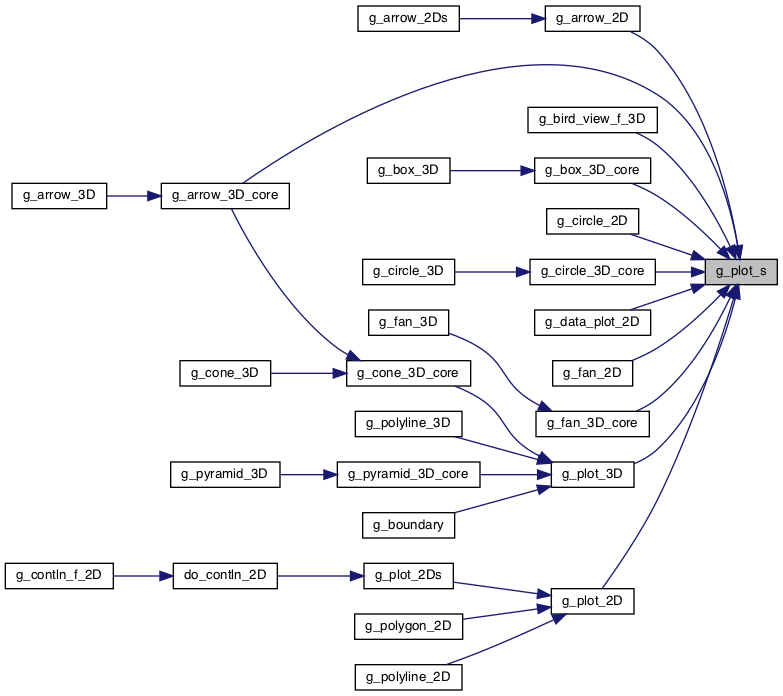 g_arrow_2Ds
g_arrow_2D
g_bird_view_f_3D
g_box_3D
g_box_3D_core
g_arrow_3D
g_arrow_3D_core
g_circle_2D
g_circle_3D
g_circle_3D_core
g_plot_s
g_fan_3D
g_data_plot_2D
g_cone_3D
g_cone_3D_core
g_fan_2D
g_polyline_3D
g_fan_3D_core
g_pyramid_3D
g_pyramid_3D_core
g_plot_3D
g_boundary
g_contln_f_2D
do_contln_2D
g_plot_2Ds
g_plot_2D
g_polygon_2D
g_polyline_2D